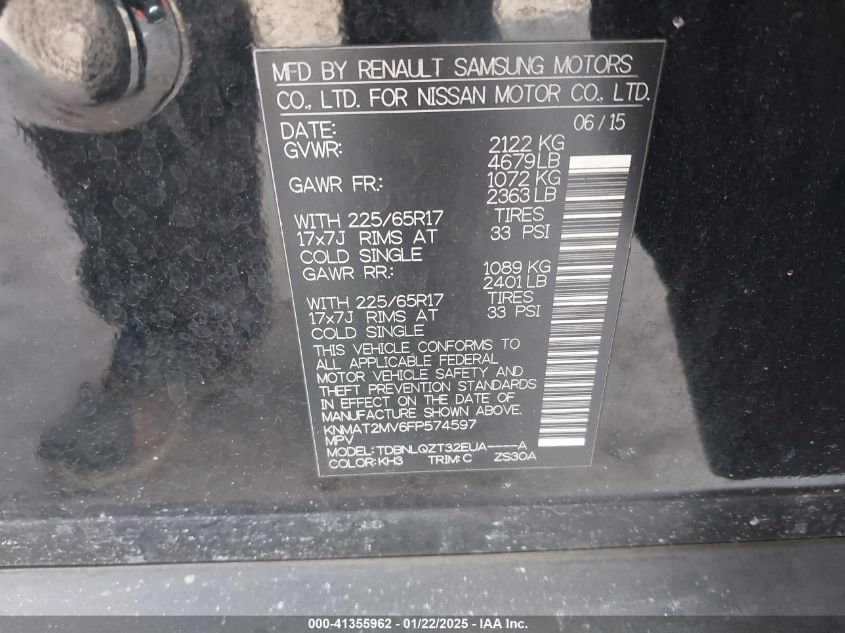 MFD BY RENAULT SAMSUNG MOTORS
CO., LTD. FOR NISSAN MOTOR CO., LTD.
DATE: 06/15
GVWR: 2122 KG
4679 LB
GAWR FR: 1072 KG
2363 LB
WITH 225/65R17 TIRES
17x7J RIMS AT 33 PSI
COLD SINGLE
GAWR RR: 1089 KG
2401 LB
WITH 225/65R17 TIRES
17x7J RIMS AT 33 PSI
COLD SINGLE
THIS VEHICLE CONFORMS TO
ALL APPLICABLE FEDERAL
MOTOR VEHICLE SAFETY AND
THEFT PREVENTION STANDARDS
IN EFFECT ON THE DATE OF
MANUFACTURE SHOWN ABOVE.
KNMAT2MV6FP574597
MPV
MODEL: TDBNLQZT32EUA----A
COLOR: KH3 TRIM: C ZS30A
000-41355962 - 01/22/2025 - IAA Inc.